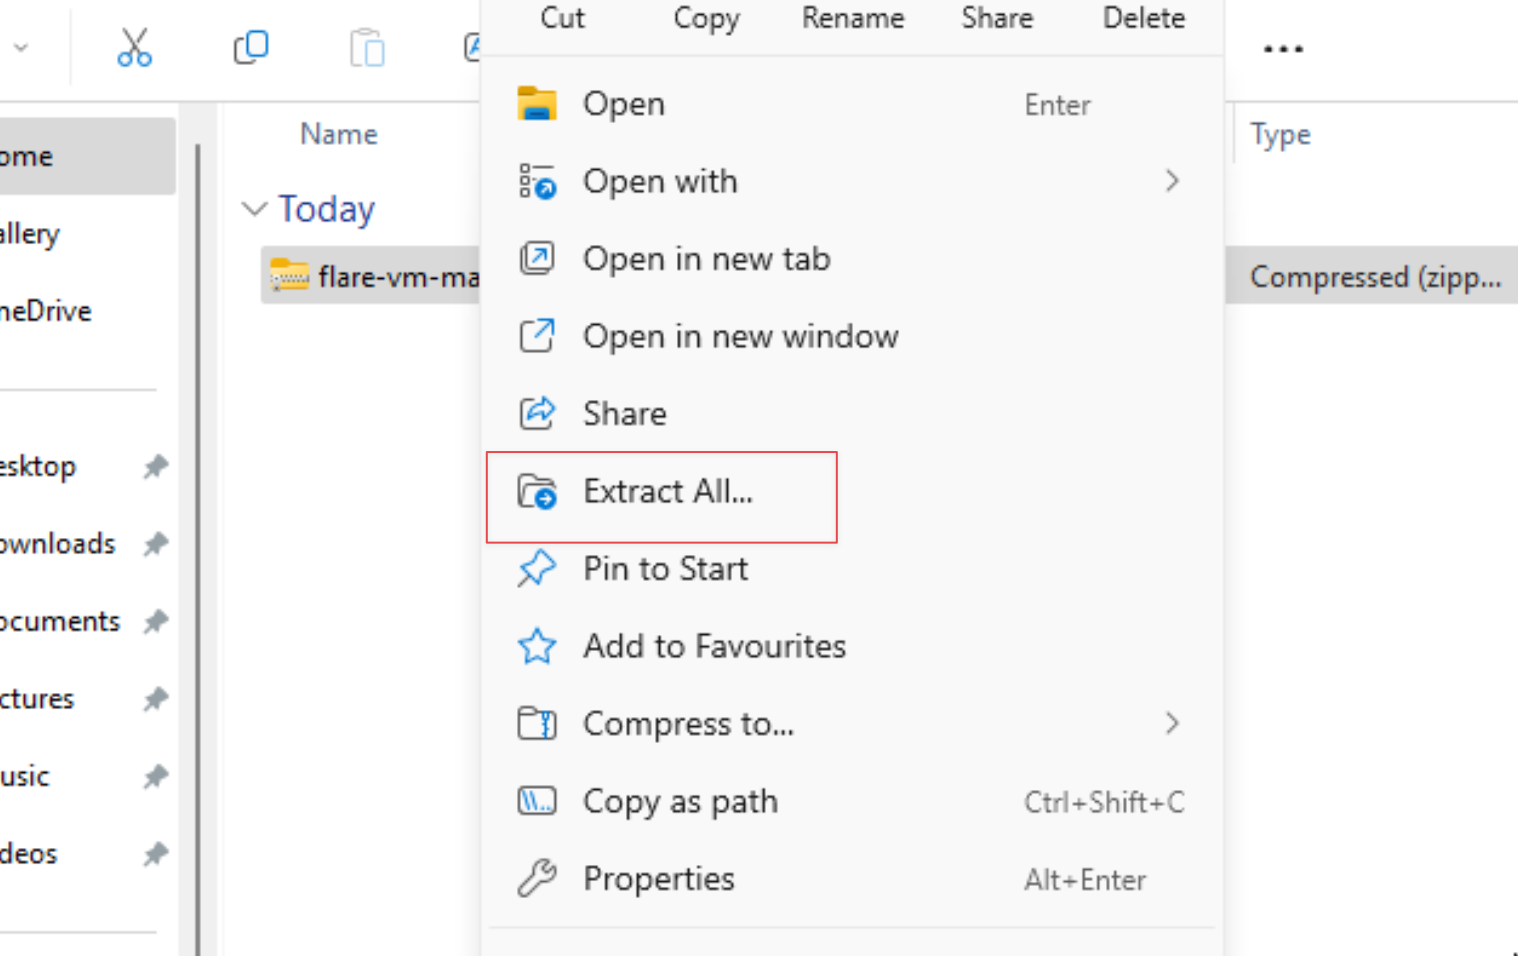 Cut Copy Rename Share Delete
Name
Type
ome
allery
neDrive
esktop
ownloads
ocuments
ctures
usic
deos
Today
flare-vm-ma
Compressed (zipp...
Open Enter
Open with
Open in new tab
Open in new window
Share
Extract All...
Pin to Start
Add to Favourites
Compress to...
Copy as path Ctrl+Shift+C
Properties Alt+Enter